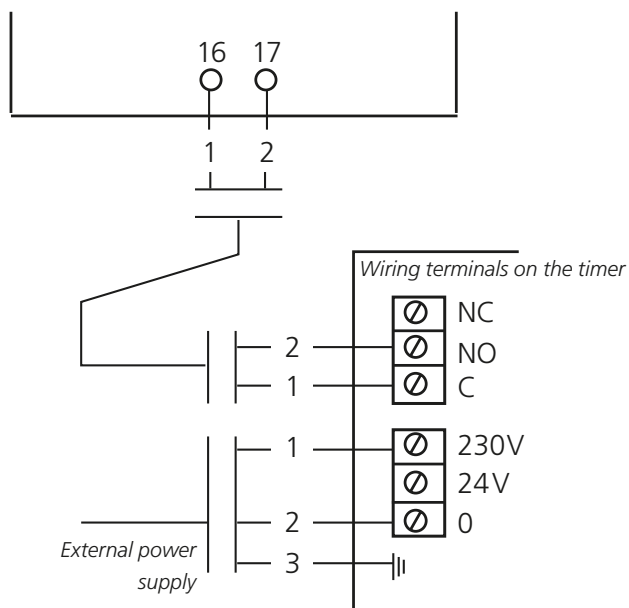 16 17
1 2
Wiring terminals on the timer
NC
2 NO
1 C
1 230V
24V
2 0
External power
supply
3